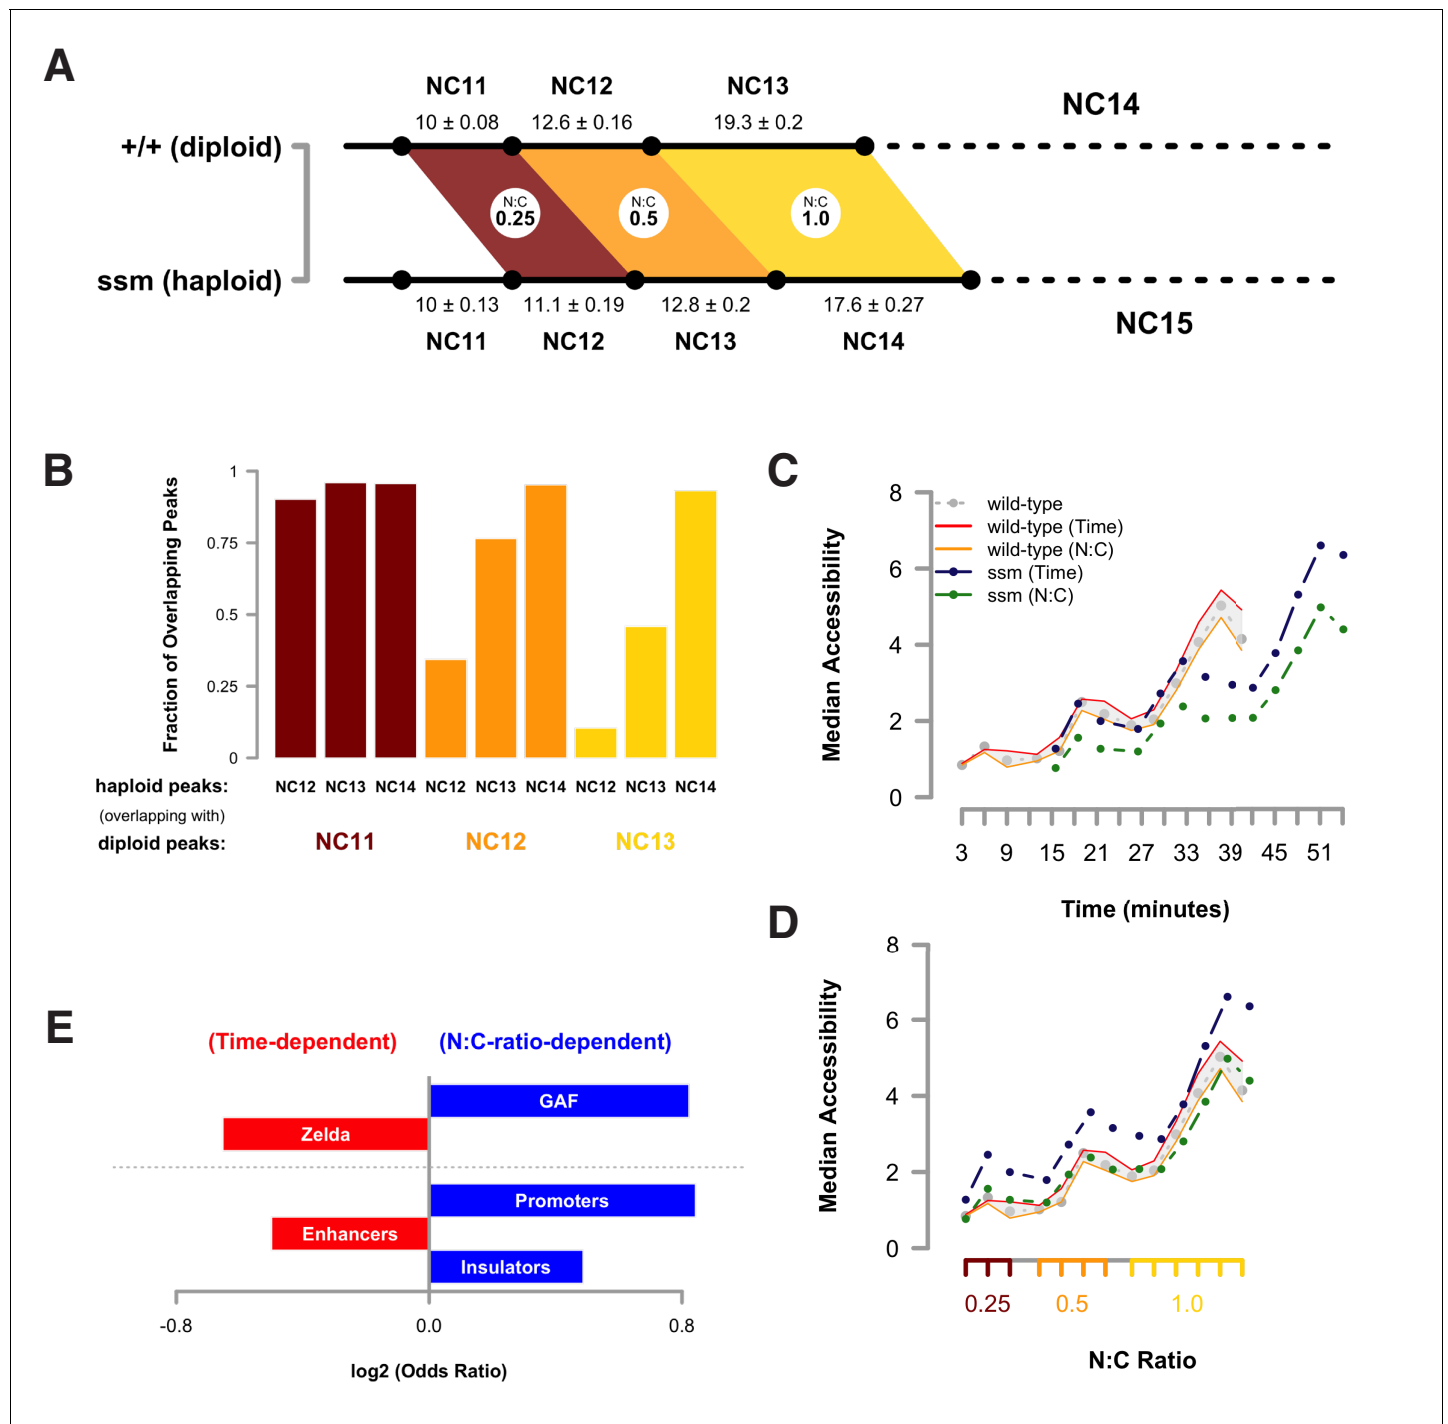 A
NC11 NC12 NC13 NC14
10 ± 0.08 12.6 ± 0.16 19.3 ± 0.2
+/+ (diploid)
N:C N:C N:C
0.25 0.5 1.0
ssm (haploid)
10 ± 0.13 11.1 ± 0.19 12.8 ± 0.2 17.6 ± 0.27
NC15
NC11 NC12 NC13 NC14
B
Fraction of Overlapping Peaks
1
0.75
0.5
0.25
0
haploid peaks: NC12 NC13 NC14 NC12 NC13 NC14 NC12 NC13 NC14
(overlapping with)
diploid peaks: NC11 NC12 NC13
C
Median Accessibility
8
6
4
2
0
wild-type
wild-type (Time)
wild-type (N:C)
ssm (Time)
ssm (N:C)
3 9 15 21 27 33 39 45 51
Time (minutes)
D
Median Accessibility
8
6
4
2
0
0.25 0.5 1.0
N:C Ratio
E
(Time-dependent) (N:C-ratio-dependent)
GAF
Zelda
Promoters
Enhancers
Insulators
-0.8 0.0 0.8
log2 (Odds Ratio)